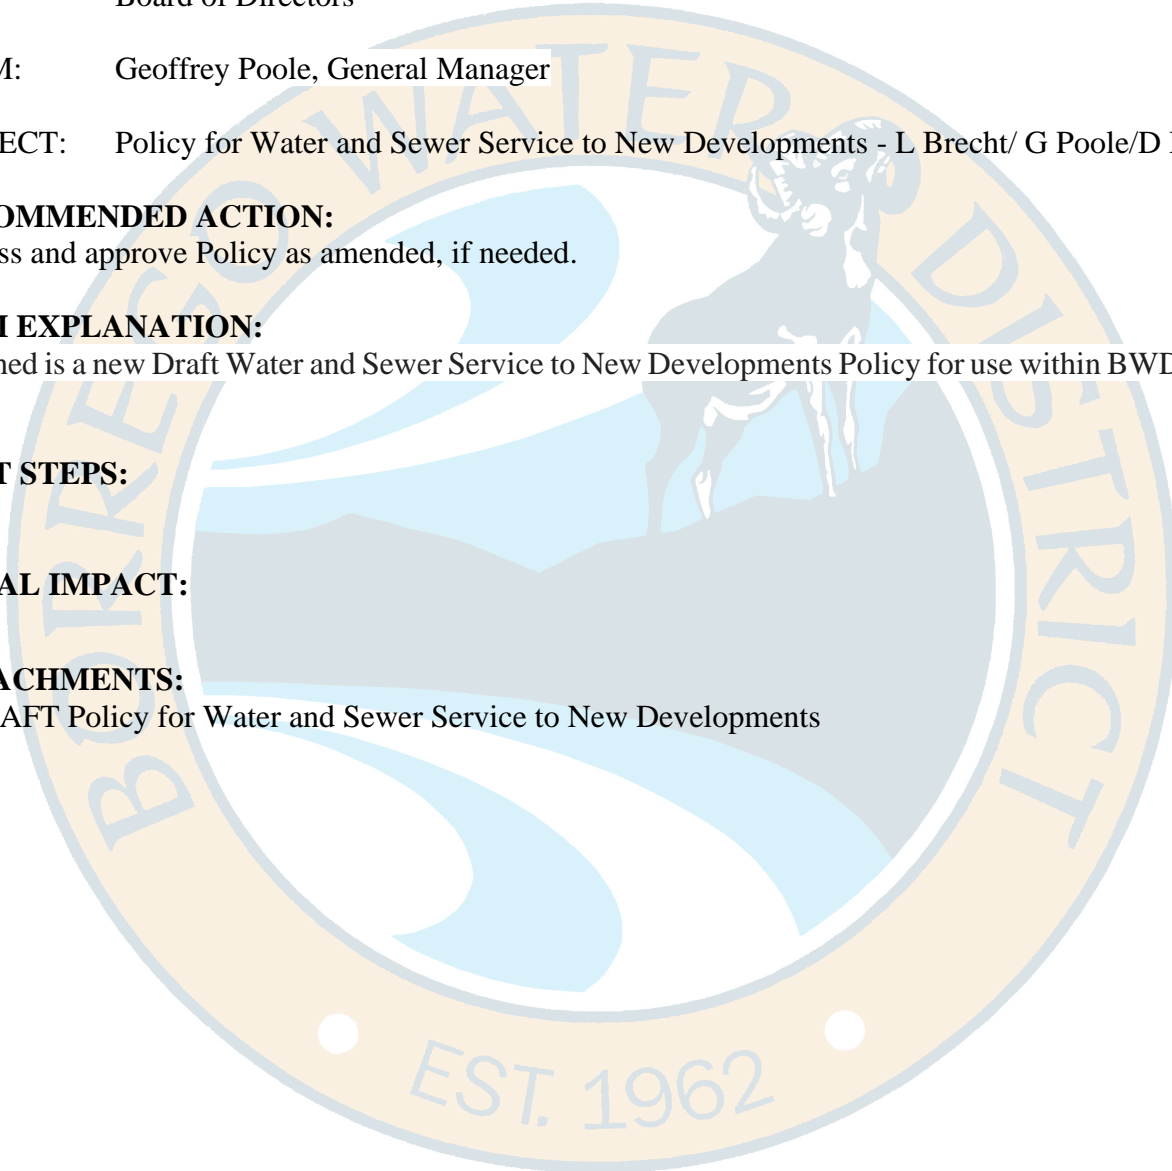 Board of Directors
M:
Geoffrey Poole, General Manager
ECT:
Policy for Water and Sewer Service to New Developments - L Brecht/ G Poole/D
OMMENDED ACTION:
ss and approve Policy as amended, if needed.
M EXPLANATION:
hed is a new Draft Water and Sewer Service to New Developments Policy for use within BWD
T STEPS:
AL IMPACT:
ACHMENTS:
AFT Policy for Water and Sewer Service to New Developments
BORREGO WATER DISTRICT
EST. 1962